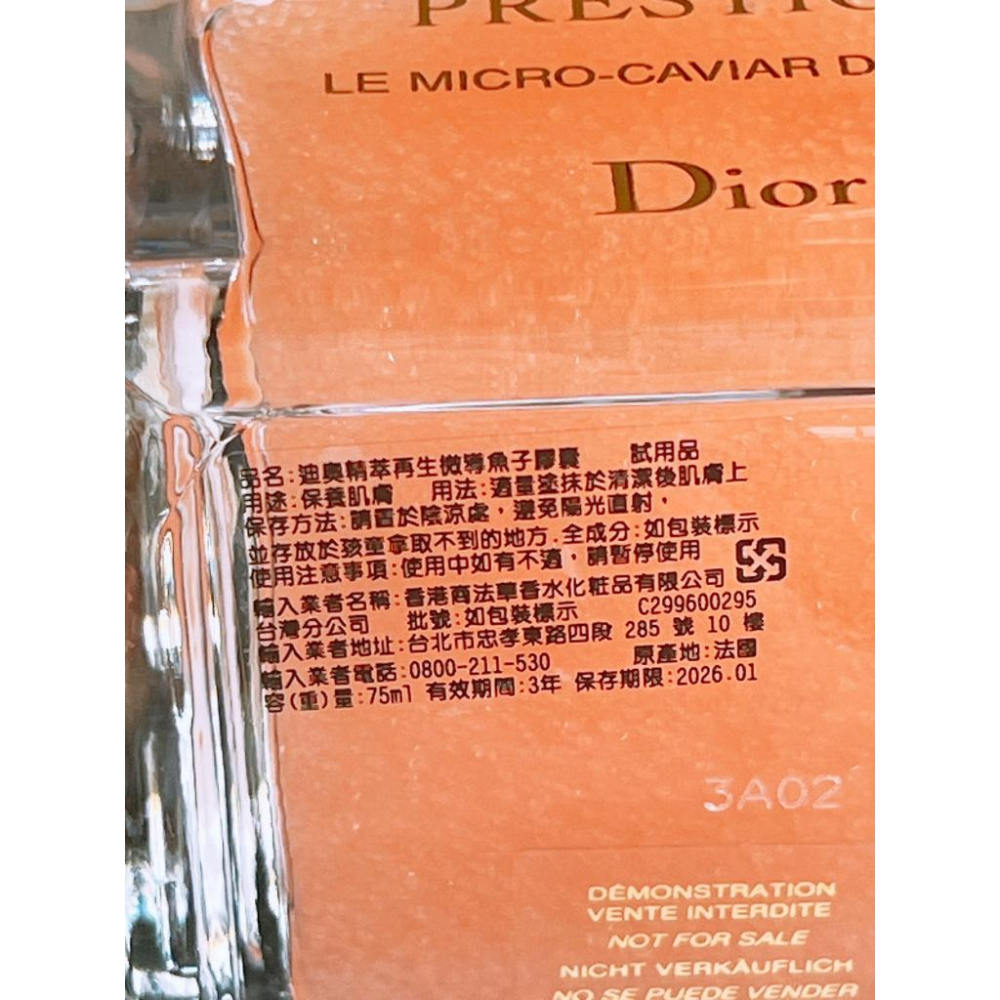 PRESTIG
LE MICRO-CAVIAR D
Dior
品名:迪奧精萃再生微導魚子膠囊 試用品
用途:保養肌膚 用法:適量塗抹於清潔後肌膚上
保存方法:請置於陰涼處，避免陽光直射，
並存放於孩童拿取不到的地方.全成分:如包裝標示
使用注意事項:使用中如有不適，請暫停使用
輸入業者名稱:香港商法華香水化粧品有限公司
台灣分公司 批號:如包裝標示 C299600295
輸入業者地址:台北市忠孝東路四段 285 號 10 樓
輸入業者電話:0800-211-530 原產地:法國
容(重)量:75ml 有效期間:3年 保存期限:2026.01
3A02
DÉMONSTRATION
VENTE INTERDITE
NOT FOR SALE
NICHT VERKÄUFLICH
NO SE PUEDE VENDER